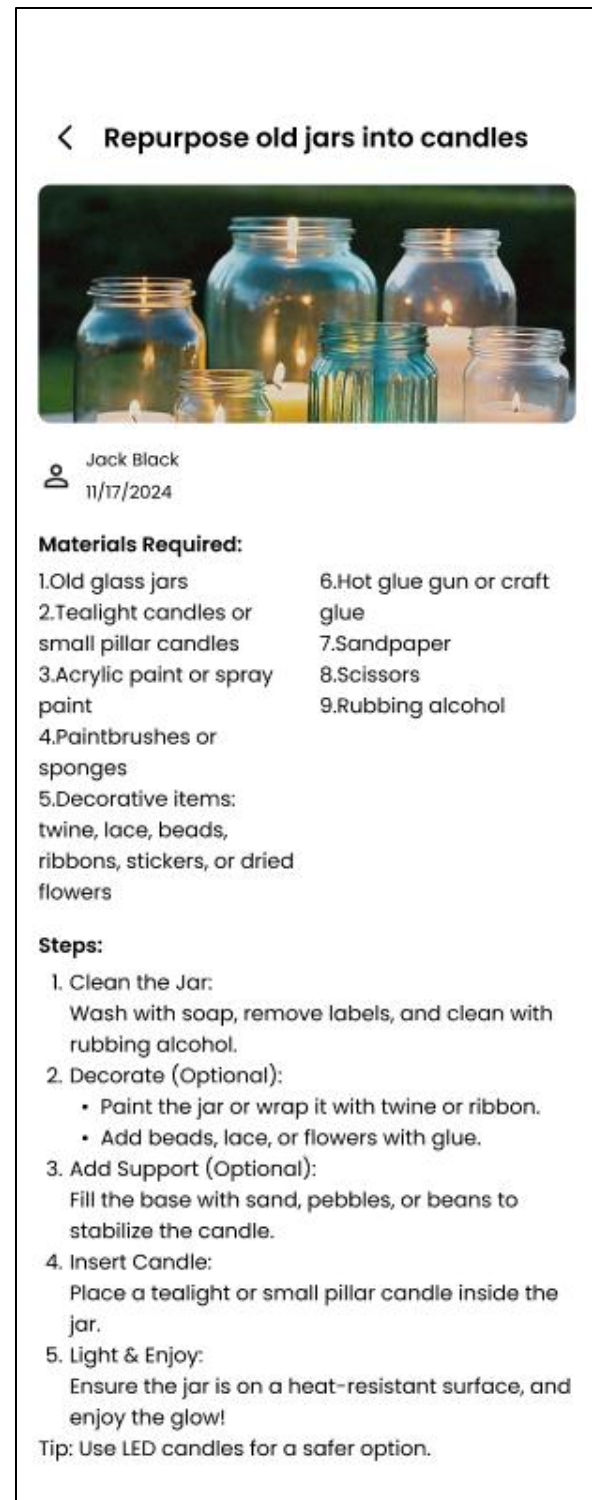 Repurpose old jars into candles
Jack Black
11/17/2024
Materials Required:
1.Old glass jars
2.Tealight candles or
small pillar candles
3.Acrylic paint or spray
paint
4.Paintbrushes or
sponges
5.Decorative items:
twine, lace, beads,
ribbons, stickers, or dried
flowers
6.Hot glue gun or craft
glue
7.Sandpaper
8.Scissors
9.Rubbing alcohol
Steps:
1. Clean the Jar:
Wash with soap, remove labels, and clean with
rubbing alcohol.
2. Decorate (Optional):
• Paint the jar or wrap it with twine or ribbon.
• Add beads, lace, or flowers with glue.
3. Add Support (Optional):
Fill the base with sand, pebbles, or beans to
stabilize the candle.
4. Insert Candle:
Place a tealight or small pillar candle inside the
jar.
5. Light & Enjoy:
Ensure the jar is on a heat-resistant surface, and
enjoy the glow!
Tip: Use LED candles for a safer option.